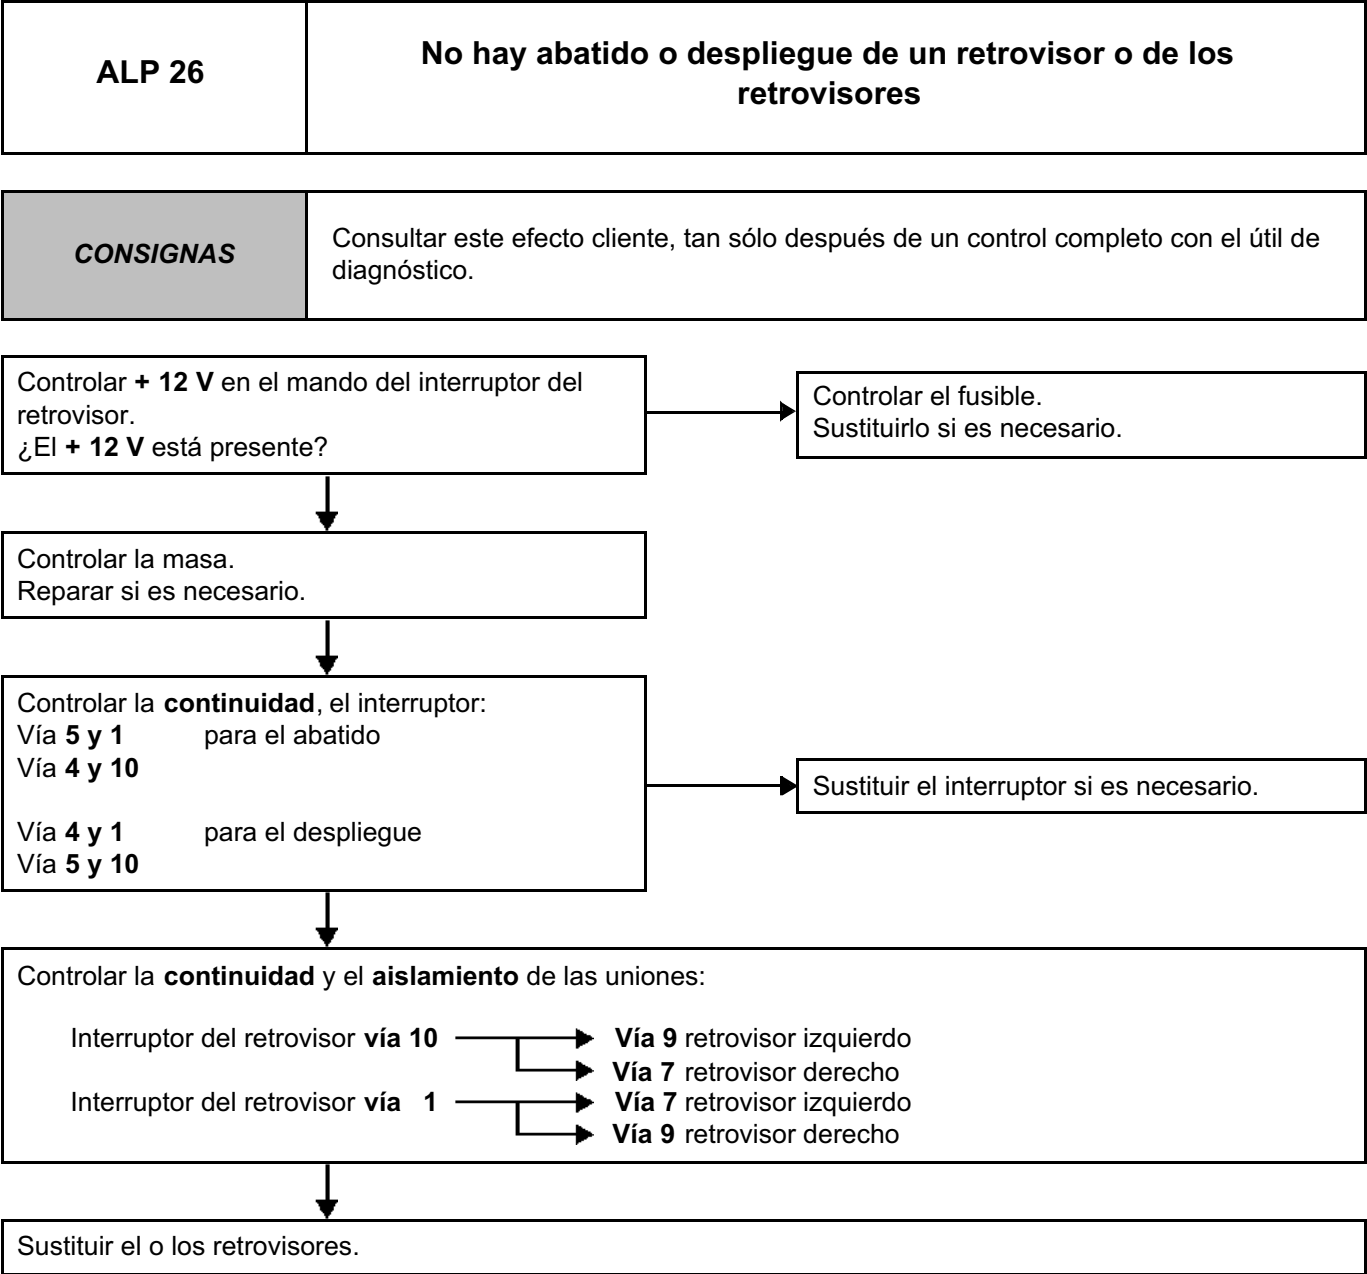 ALP 26
No hay abatido o despliegue de un retrovisor o de los
retrovisores
CONSIGNAS
Consultar este efecto cliente, tan sólo después de un control completo con el útil de
diagnóstico.
Controlar + 12 V en el mando del interruptor del
retrovisor.
¿El + 12 V está presente?
Controlar el fusible.
Sustituirlo si es necesario.
Controlar la masa.
Reparar si es necesario.
Controlar la continuidad, el interruptor:
Vía 5 y 1 para el abatido
Vía 4 y 10
Vía 4 y 1 para el despliegue
Vía 5 y 10
Sustituir el interruptor si es necesario.
Controlar la continuidad y el aislamiento de las uniones:
Interruptor del retrovisor vía 10 Vía 9 retrovisor izquierdo
Vía 7 retrovisor derecho
Interruptor del retrovisor vía 1 Vía 7 retrovisor izquierdo
Vía 9 retrovisor derecho
Sustituir el o los retrovisores.